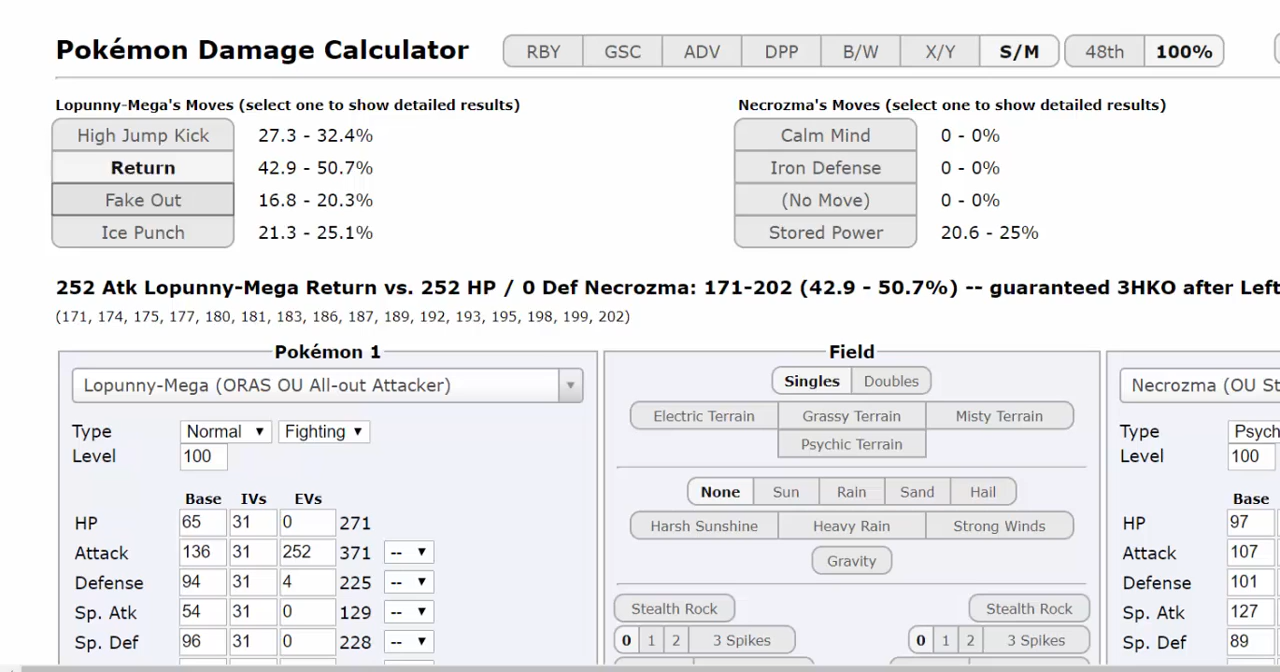 Pokémon Damage Calculator RBY GSC ADV DPP B/W X/Y S/M 48th 100%
Lopunny-Mega's Moves (select one to show detailed results) Necrozma's Moves (select one to show detailed results)
High Jump Kick 27.3 - 32.4% Calm Mind 0 - 0%
Return 42.9 - 50.7% Iron Defense 0 - 0%
Fake Out 16.8 - 20.3% (No Move) 0 - 0%
Ice Punch 21.3 - 25.1% Stored Power 20.6 - 25%
252 Atk Lopunny-Mega Return vs. 252 HP / 0 Def Necrozma: 171-202 (42.9 - 50.7%) -- guaranteed 3HKO after Left
(171, 174, 175, 177, 180, 181, 183, 186, 187, 189, 192, 193, 195, 198, 199, 202)
Pokémon 1 Field
Lopunny-Mega (ORAS OU All-out Attacker) Singles Doubles Necrozma (OU St
Electric Terrain Grassy Terrain Misty Terrain
Type Normal Fighting Psychic Terrain Type Psych
Level 100 Level 100
None Sun Rain Sand Hail
Base IVs EVs Base
HP 65 31 0 271 Harsh Sunshine Heavy Rain Strong Winds HP 97
Attack 136 31 252 371 -- Gravity Attack 107
Defense 94 31 4 225 -- Defense 101
Sp. Atk 54 31 0 129 -- Stealth Rock Stealth Rock Sp. Atk 127
Sp. Def 96 31 0 228 -- 0 1 2 3 Spikes 0 1 2 3 Spikes Sp. Def 89